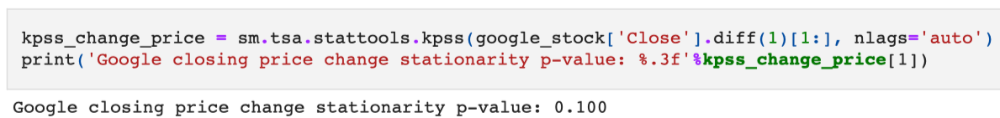 kpss_change_price = sm.tsa.stattools.kpss(google_stock['Close'].diff(1)[1:], nlags='auto')
print('Google closing price change stationarity p-value: %.3f'%kpss_change_price[1])
Google closing price change stationarity p-value: 0.100